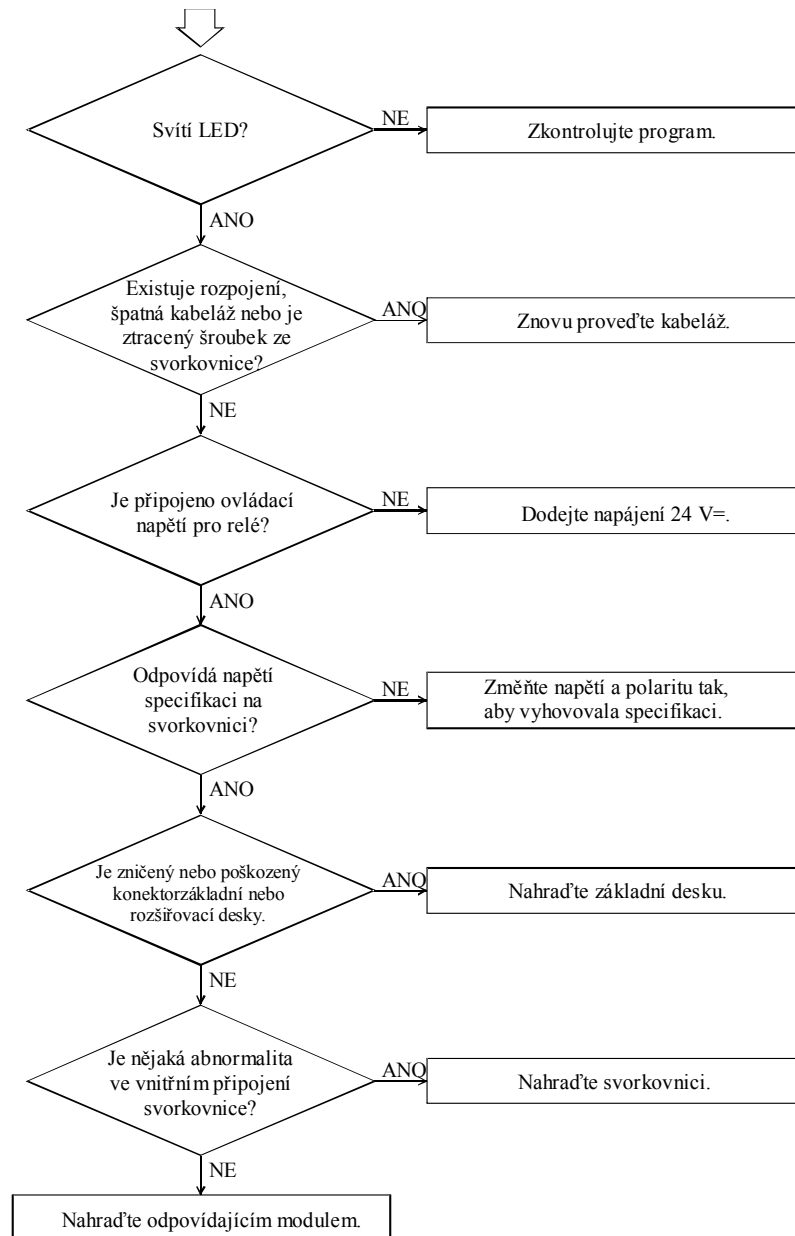 Svítí LED?
NE
Zkontrolujte program.
ANO
Existuje rozpojení,
špatná kabeláž nebo je
ztracený šroubek ze
svorkovnice?
ANO
Znovu proveďte kabeláž.
NE
Je připojeno ovládací
napětí pro relé?
NE
Dodejte napájení 24 V=.
ANO
Odpovídá napětí
specifikaci na
svorkovnici?
NE
Změňte napětí a polaritu tak,
aby vyhovovala specifikaci.
ANO
Je zničený nebo poškozený
konektorzákladní nebo
rozšiřovací desky.
ANO
Nahraďte základní desku.
NE
Je nějaká abnormalita
ve vnitřním připojení
svorkovnice?
ANO
Nahraďte svorkovnici.
NE
Nahraďte odpovídajícím modulem.